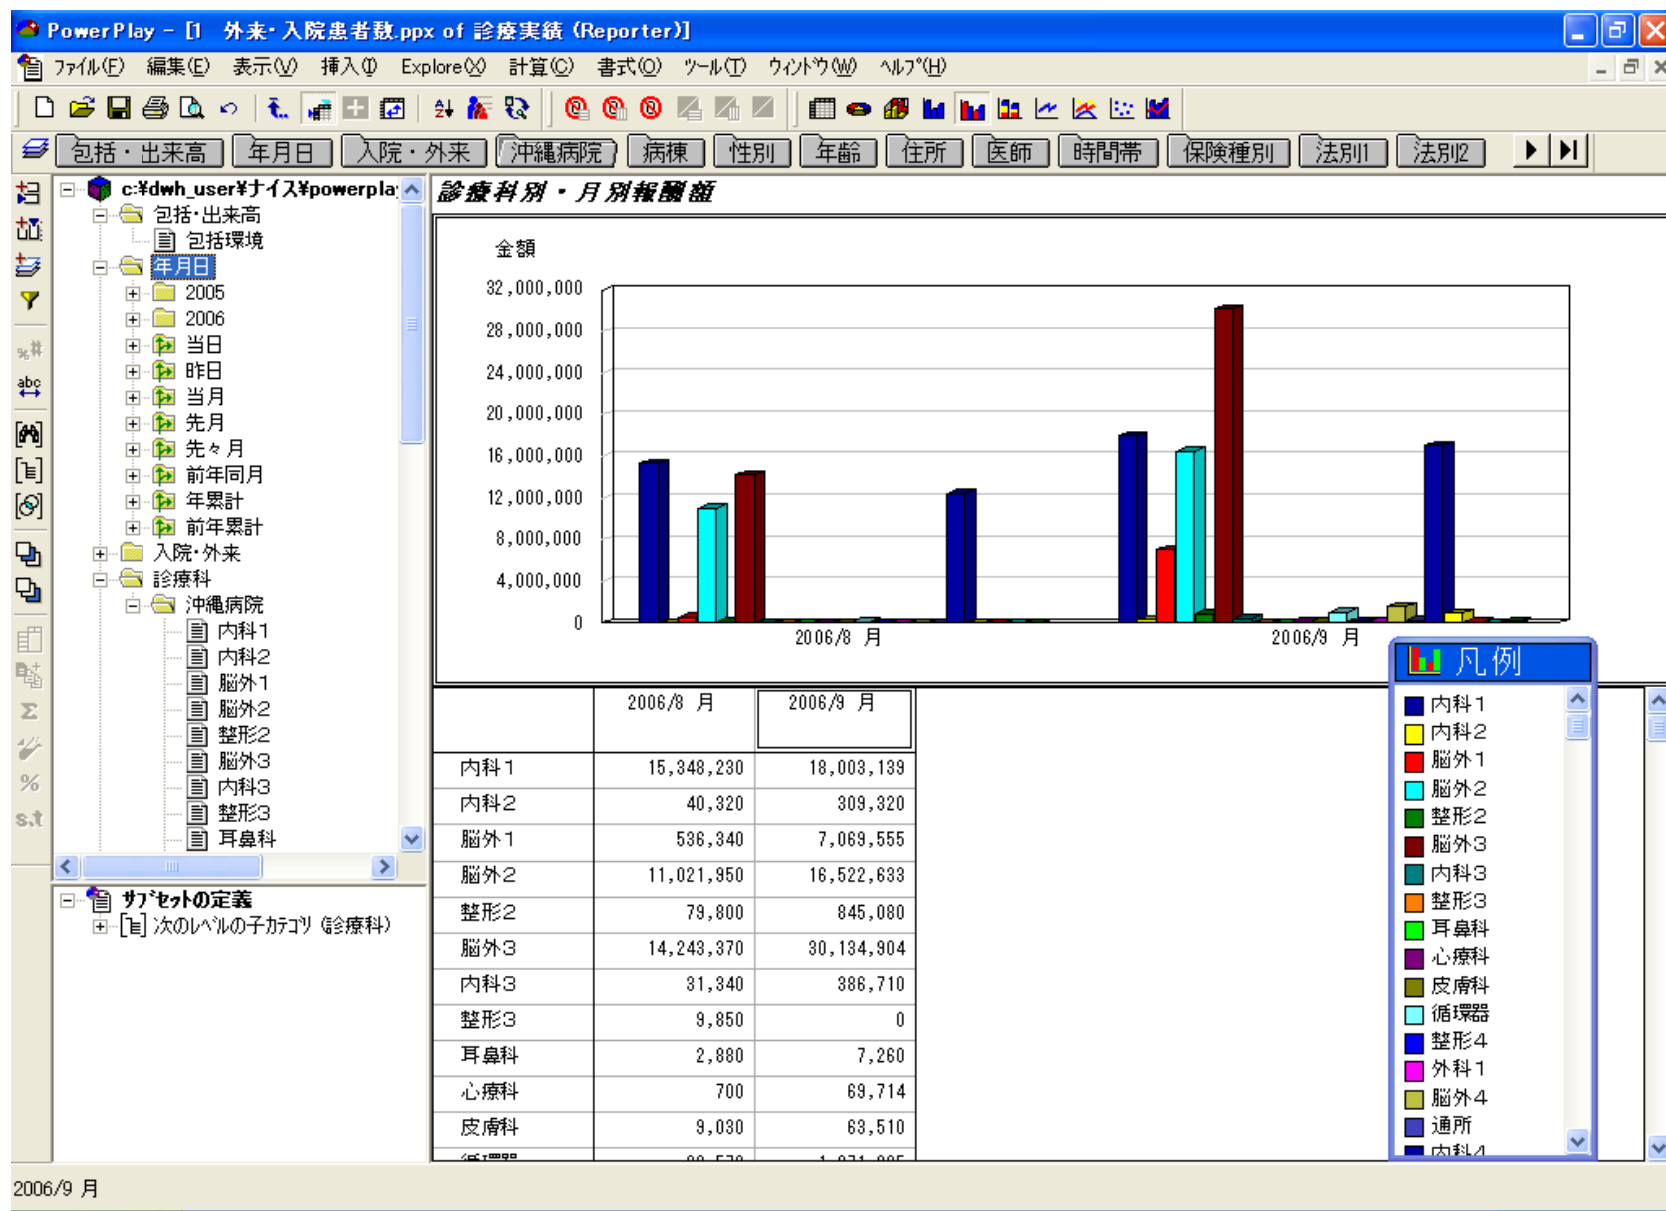 PowerPlay - [1 外来・入院患者数.ppx of 診療実績 (Reporter)]
ファイル(F) 編集(E) 表示(V) 挿入(I) Explore(X) 計算(C) 書式(O) ツール(T) ウィンドウ(W) ヘルプ(H)
包括・出来高 年月日 入院・外来 沖縄病院 病棟 性別 年齢 住所 医師 時間帯 保険種別 法別1 法別2
c:¥dwh_user¥ナイス¥powerpla
包括・出来高
包括環境
年月日
2005
2006
当日
昨日
当月
先月
先々月
前年同月
年累計
前年累計
入院・外来
診療科
沖縄病院
内科1
内科2
脳外1
脳外2
整形2
脳外3
内科3
整形3
耳鼻科
サブセットの定義
次のレベルの子カテゴリ (診療科)
診療科別・月別報酬額
金額
32,000,000
28,000,000
24,000,000
20,000,000
16,000,000
12,000,000
8,000,000
4,000,000
0
2006/8 月 2006/9 月
2006/8 月 2006/9 月
内科1 15,348,230 18,003,139
内科2 40,320 309,320
脳外1 536,340 7,069,555
脳外2 11,021,950 16,522,633
整形2 79,800 845,080
脳外3 14,243,370 30,134,904
内科3 31,340 386,710
整形3 9,850 0
耳鼻科 2,880 7,260
心療科 700 69,714
皮膚科 9,030 63,510
凡例
内科1
内科2
脳外1
脳外2
整形2
脳外3
内科3
整形3
耳鼻科
心療科
皮膚科
循環器
整形4
外科1
脳外4
通所
内科4
2006/9 月